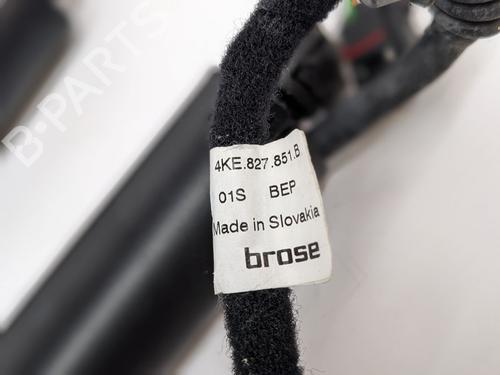 B-PARTS
4KE.827.851.B
01S BEP
Made in Slovakia
brose